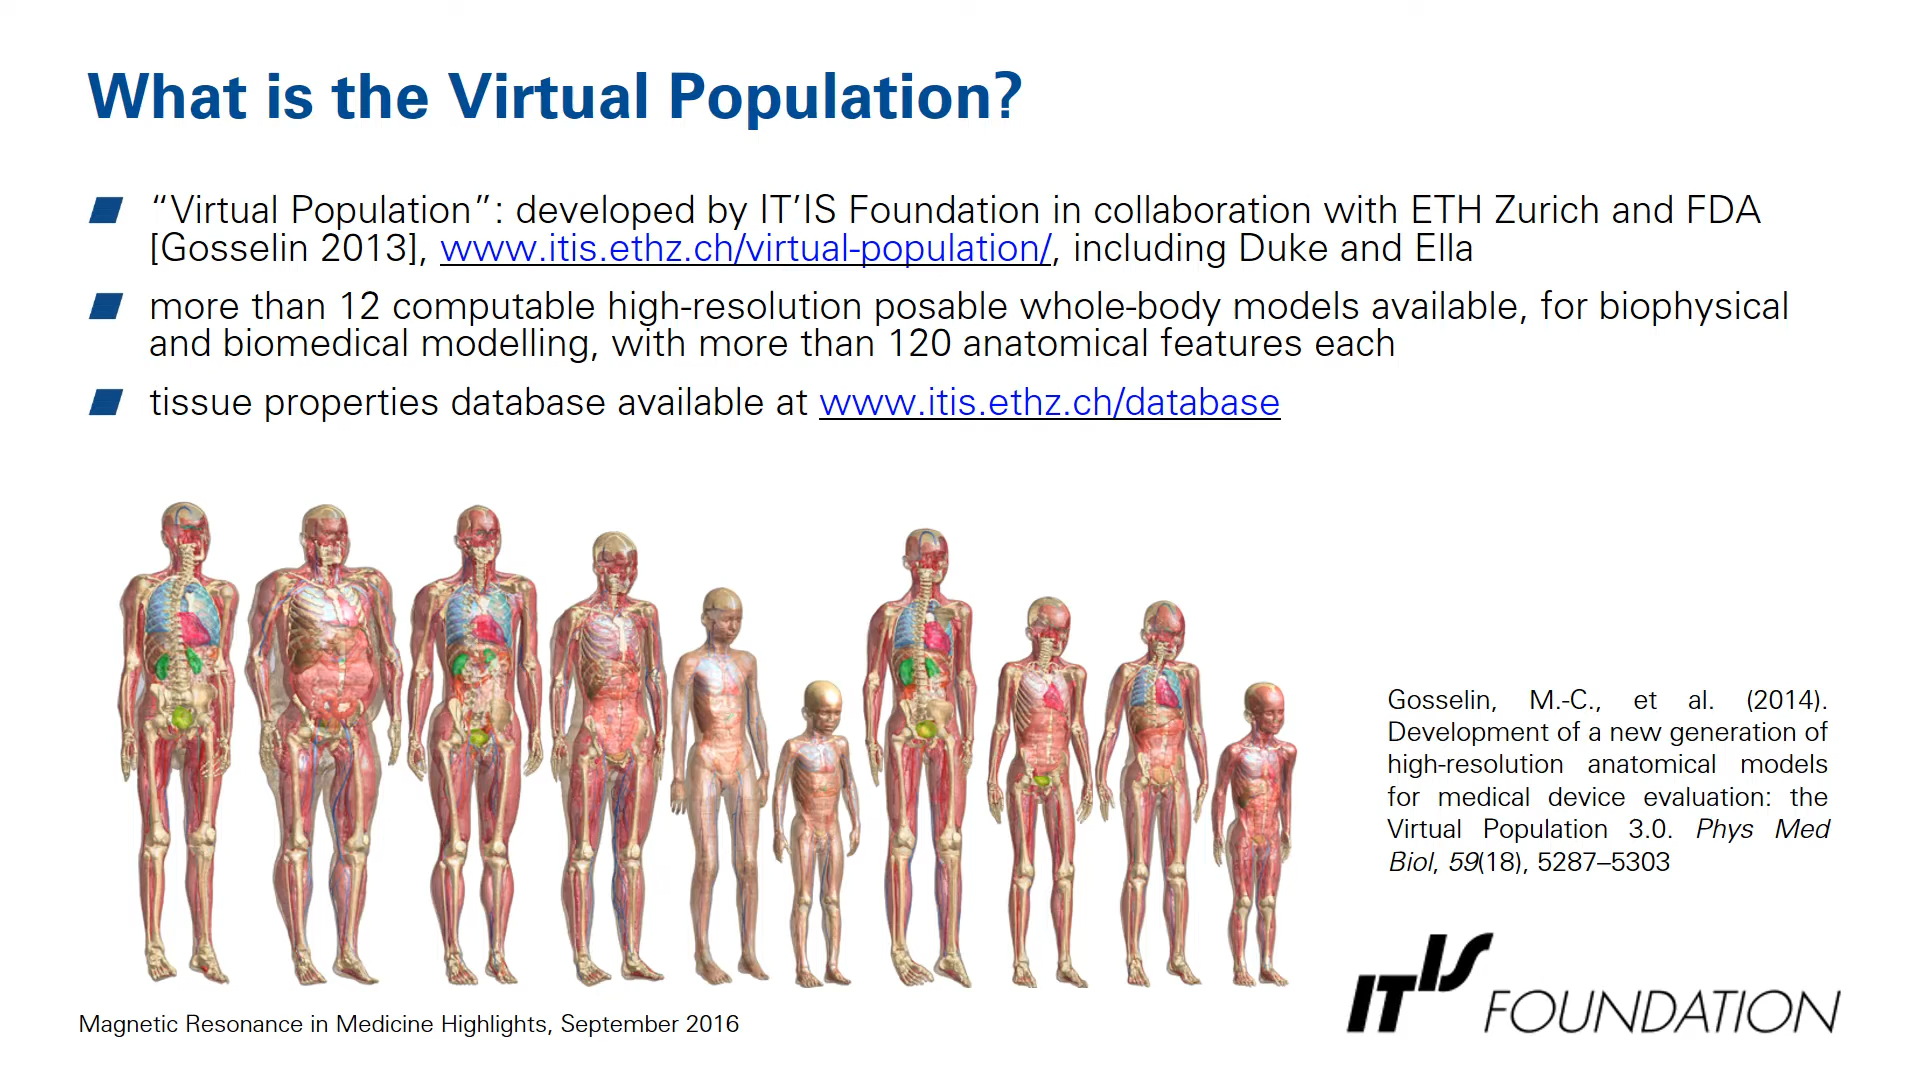 What is the Virtual Population?
“Virtual Population”: developed by IT’IS Foundation in collaboration with ETH Zurich and FDA
[Gosselin 2013], www.itis.ethz.ch/virtual-population/, including Duke and Ella
more than 12 computable high-resolution posable whole-body models available, for biophysical
and biomedical modelling, with more than 120 anatomical features each
tissue properties database available at www.itis.ethz.ch/database
Gosselin, M.-C., et al. (2014).
Development of a new generation of
high-resolution anatomical models
for medical device evaluation: the
Virtual Population 3.0. Phys Med
Biol, 59(18), 5287–5303
IT'IS FOUNDATION
Magnetic Resonance in Medicine Highlights, September 2016